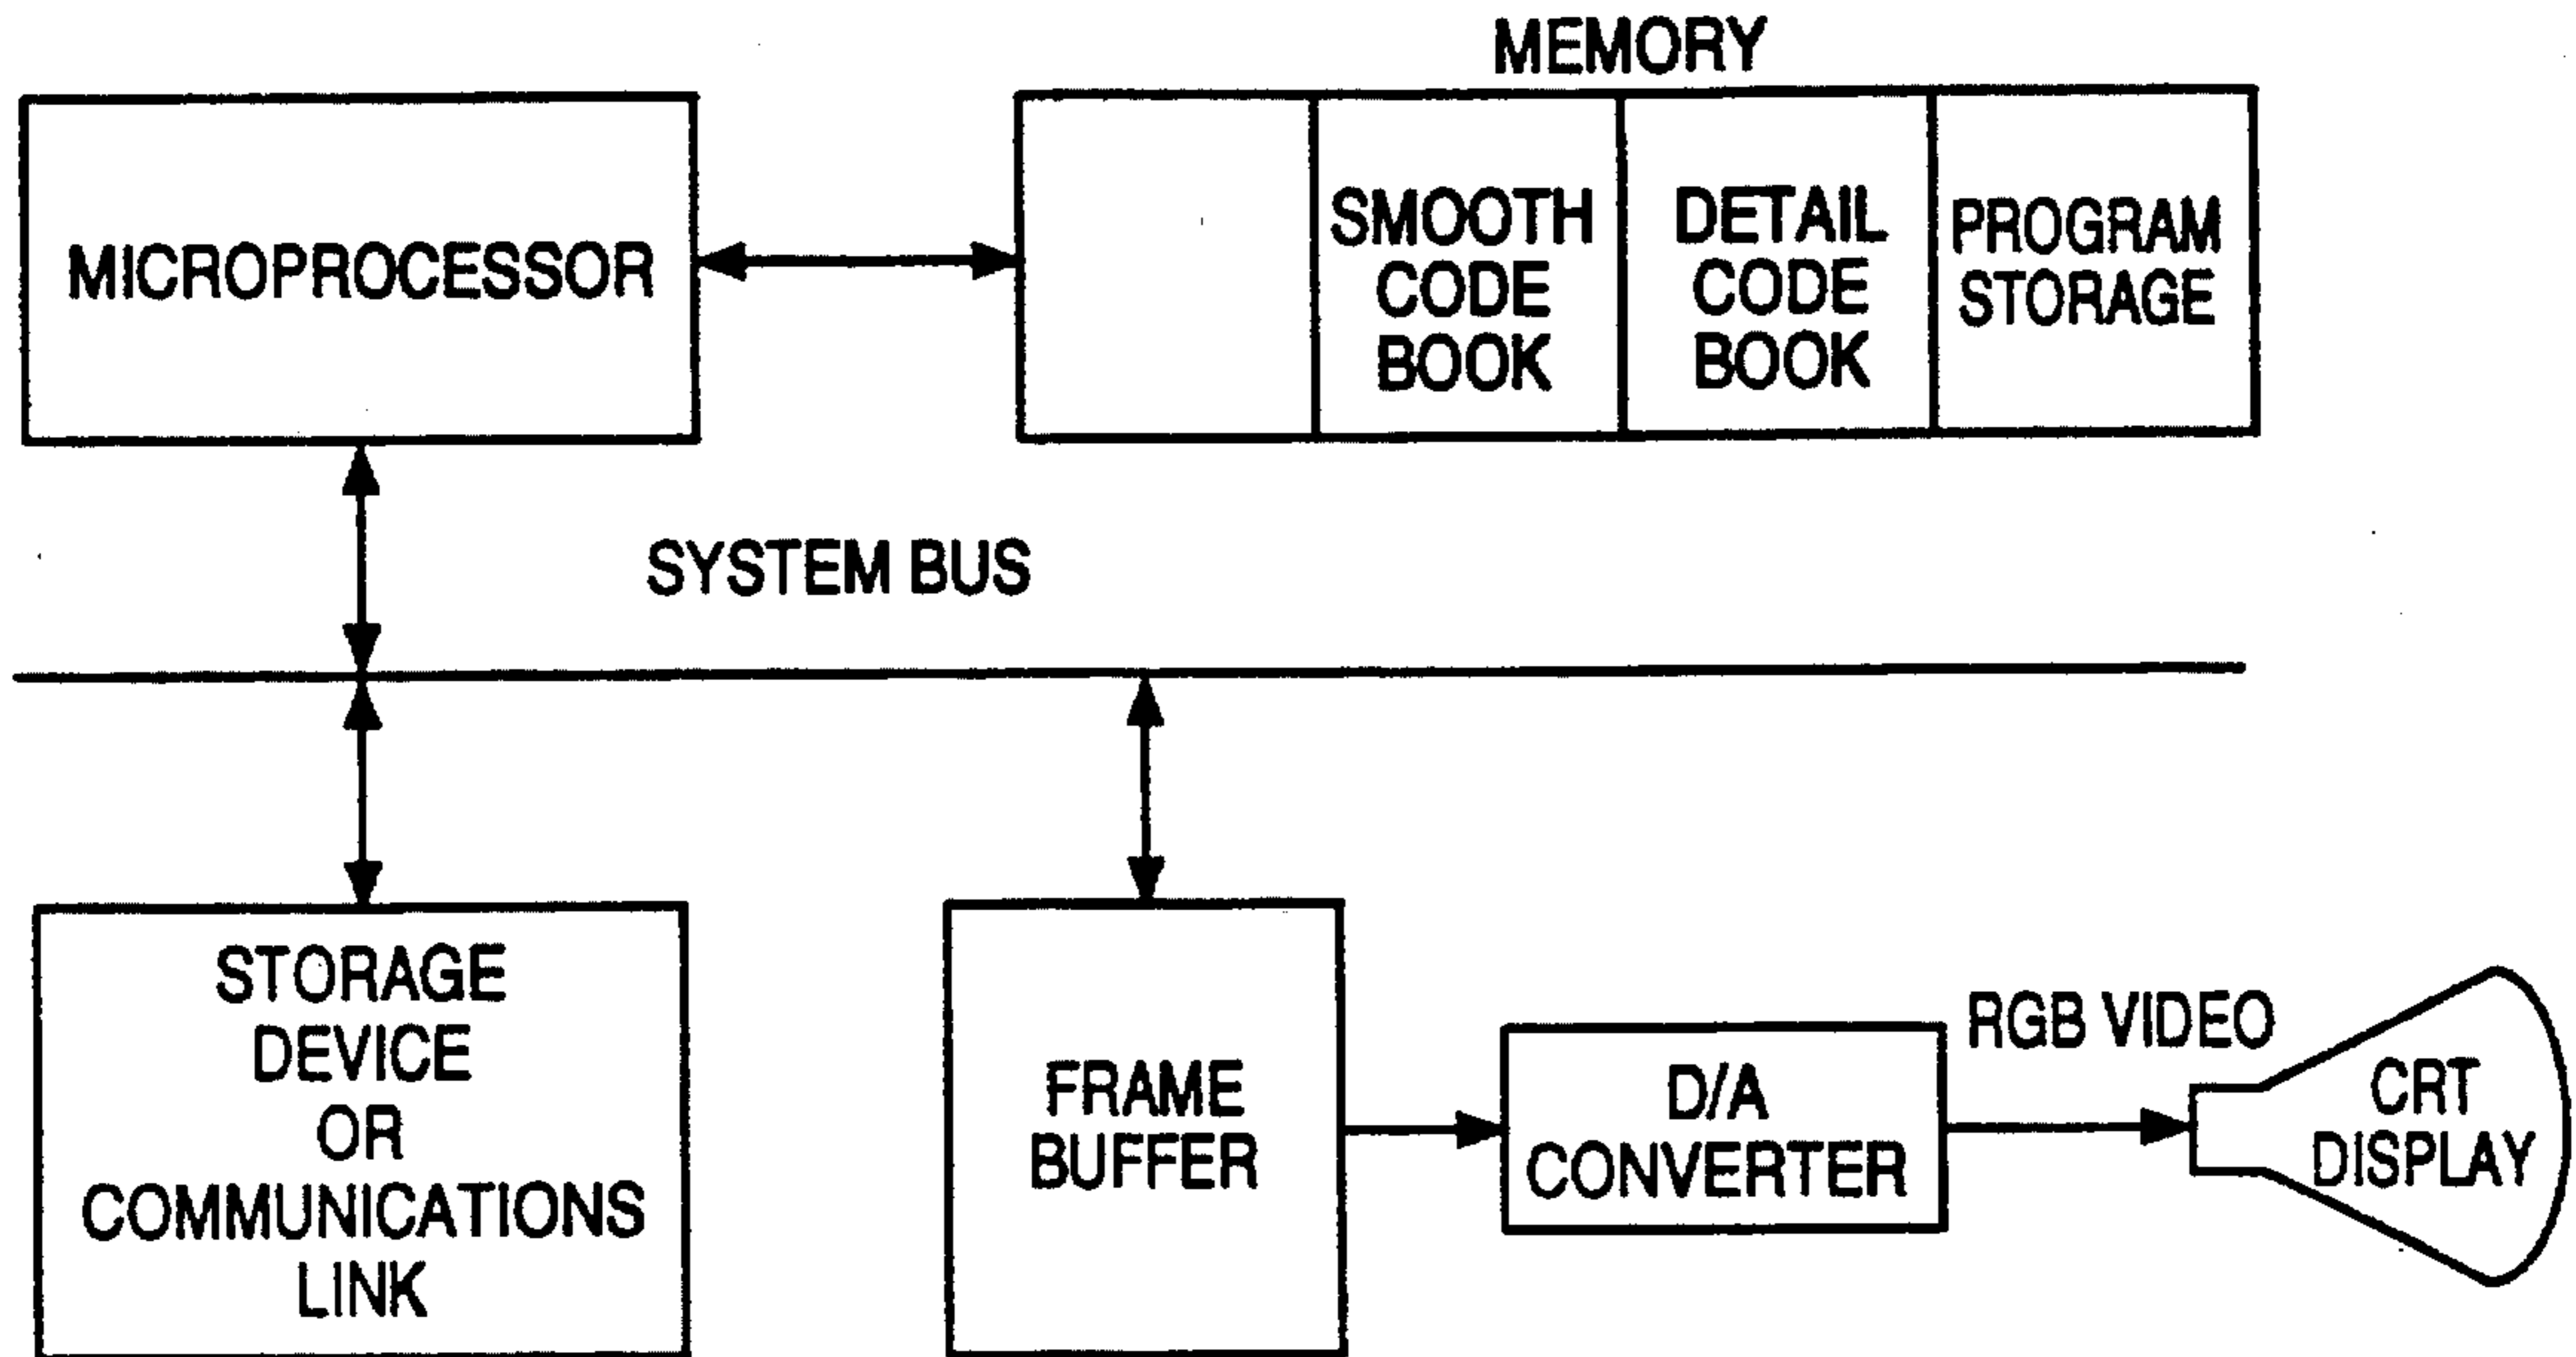 MEMORY
MICROPROCESSOR
SMOOTH
CODE
BOOK
DETAIL
CODE
BOOK
PROGRAM
STORAGE
SYSTEM BUS
STORAGE
DEVICE
OR
COMMUNICATIONS
LINK
FRAME
BUFFER
D/A
CONVERTER
RGB VIDEO
CRT
DISPLAY